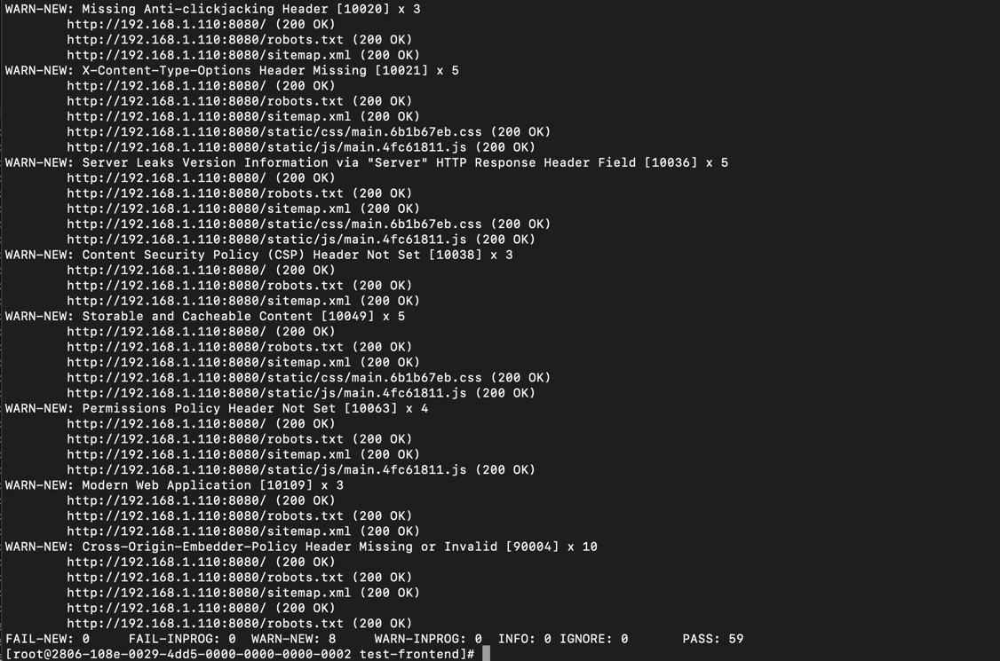 WARN-NEW: Missing Anti-clickjacking Header [10020] x 3
http://192.168.1.110:8080/ (200 OK)
http://192.168.1.110:8080/robots.txt (200 OK)
http://192.168.1.110:8080/sitemap.xml (200 OK)
WARN-NEW: X-Content-Type-Options Header Missing [10021] x 5
http://192.168.1.110:8080/ (200 OK)
http://192.168.1.110:8080/robots.txt (200 OK)
http://192.168.1.110:8080/sitemap.xml (200 OK)
http://192.168.1.110:8080/static/css/main.6b1b67eb.css (200 OK)
http://192.168.1.110:8080/static/js/main.4fc61811.js (200 OK)
WARN-NEW: Server Leaks Version Information via "Server" HTTP Response Header Field [10036] x 5
http://192.168.1.110:8080/ (200 OK)
http://192.168.1.110:8080/robots.txt (200 OK)
http://192.168.1.110:8080/sitemap.xml (200 OK)
http://192.168.1.110:8080/static/css/main.6b1b67eb.css (200 OK)
http://192.168.1.110:8080/static/js/main.4fc61811.js (200 OK)
WARN-NEW: Content Security Policy (CSP) Header Not Set [10038] x 3
http://192.168.1.110:8080/ (200 OK)
http://192.168.1.110:8080/robots.txt (200 OK)
http://192.168.1.110:8080/sitemap.xml (200 OK)
WARN-NEW: Storable and Cacheable Content [10049] x 5
http://192.168.1.110:8080/ (200 OK)
http://192.168.1.110:8080/robots.txt (200 OK)
http://192.168.1.110:8080/sitemap.xml (200 OK)
http://192.168.1.110:8080/static/css/main.6b1b67eb.css (200 OK)
http://192.168.1.110:8080/static/js/main.4fc61811.js (200 OK)
WARN-NEW: Permissions Policy Header Not Set [10063] x 4
http://192.168.1.110:8080/ (200 OK)
http://192.168.1.110:8080/robots.txt (200 OK)
http://192.168.1.110:8080/sitemap.xml (200 OK)
http://192.168.1.110:8080/static/js/main.4fc61811.js (200 OK)
WARN-NEW: Modern Web Application [10109] x 3
http://192.168.1.110:8080/ (200 OK)
http://192.168.1.110:8080/robots.txt (200 OK)
http://192.168.1.110:8080/sitemap.xml (200 OK)
WARN-NEW: Cross-Origin-Embedder-Policy Header Missing or Invalid [90004] x 10
http://192.168.1.110:8080/ (200 OK)
http://192.168.1.110:8080/robots.txt (200 OK)
http://192.168.1.110:8080/sitemap.xml (200 OK)
http://192.168.1.110:8080/ (200 OK)
http://192.168.1.110:8080/robots.txt (200 OK)
FAIL-NEW: 0 FAIL-INPROG: 0 WARN-NEW: 8 WARN-INPROG: 0 INFO: 0 IGNORE: 0 PASS: 59
[root@2806-108e-0029-4dd5-0000-0000-0000-0002 test-frontend]#